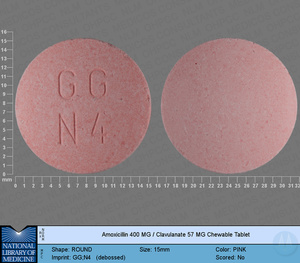 GG
N4
mm
Amoxicillin 400 MG / Clavulanate 57 MG Chewable Tablet
Shape: ROUND Size: 15mm Color: PINK
Imprint: GG;N4 (debossed) Scored: No
NATIONAL
LIBRARY OF
MEDICINE